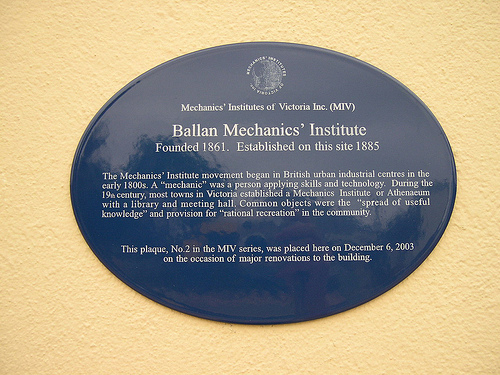 MECHANICS' INSTITUTES OF VICTORIA INC.
Mechanics' Institutes of Victoria Inc. (MIV)
Ballan Mechanics' Institute
Founded 1861. Established on this site 1885
The Mechanics' Institute movement began in British urban industrial centres in the
early 1800s. A "mechanic" was a person applying skills and technology. During the
19th century, most towns in Victoria established a Mechanics Institute or Athenaeum
with a library and meeting hall. Common objects were the "spread of useful
knowledge" and provision for "rational recreation" in the community.
This plaque, No.2 in the MIV series, was placed here on December 6, 2003
on the occasion of major renovations to the building.